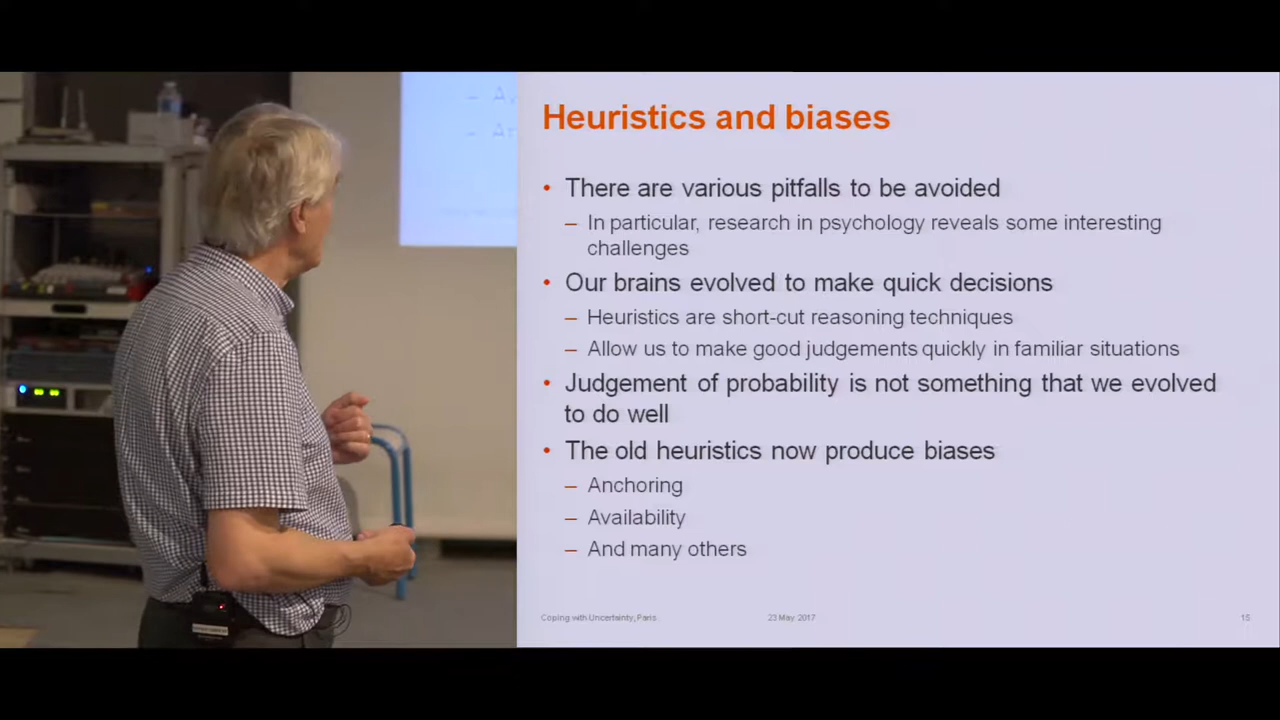 Heuristics and biases
• There are various pitfalls to be avoided
– In particular, research in psychology reveals some interesting
challenges
• Our brains evolved to make quick decisions
– Heuristics are short-cut reasoning techniques
– Allow us to make good judgements quickly in familiar situations
• Judgement of probability is not something that we evolved
to do well
• The old heuristics now produce biases
– Anchoring
– Availability
– And many others
Coping with Uncertainty, Paris
23 May 2017
15